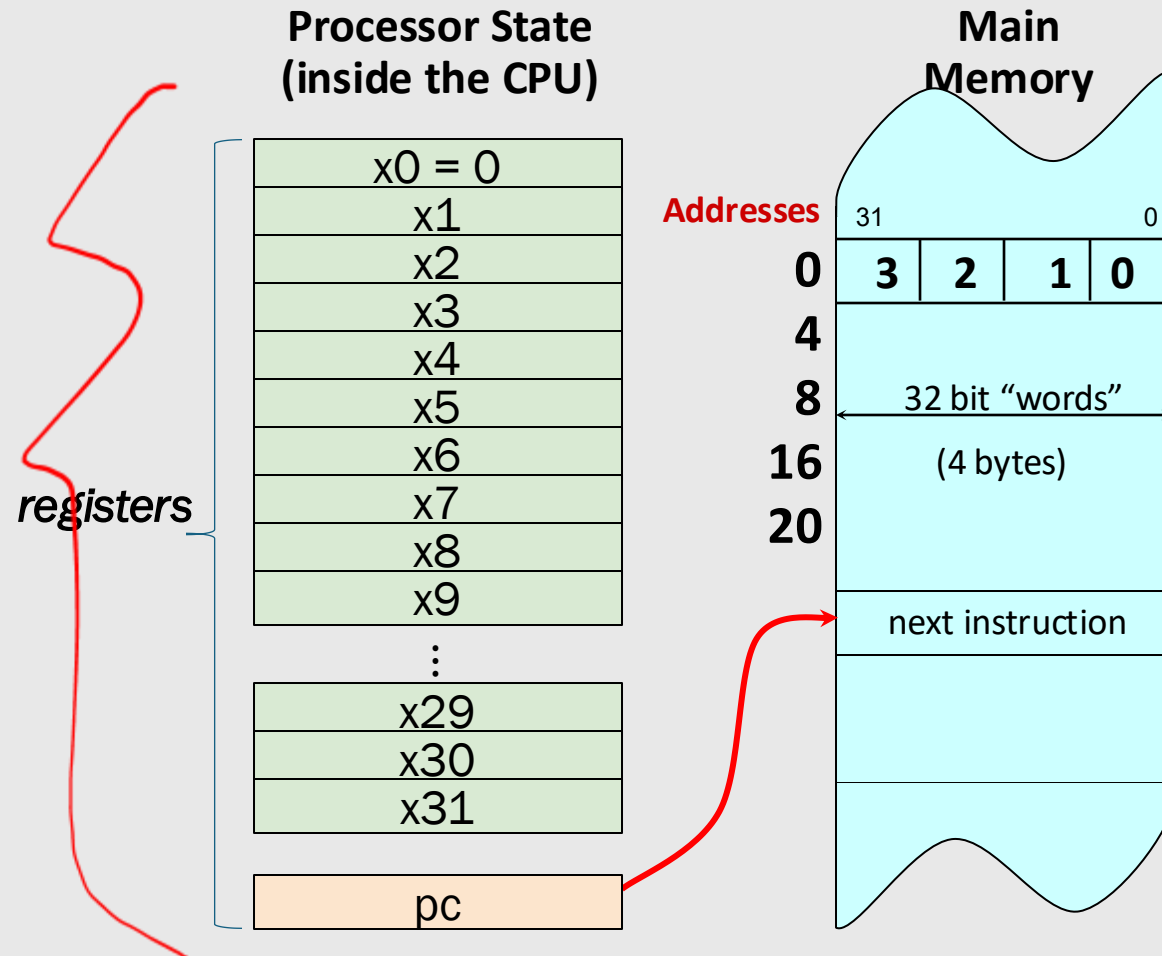 Processor State
(inside the CPU)
x0 = 0
x1
x2
x3
x4
x5
x6
x7
x8
x9
⋮
x29
x30
x31
pc
registers
Main
Memory
Addresses
31 0
0 3 2 1 0
4
8 32 bit “words”
16 (4 bytes)
20
next instruction